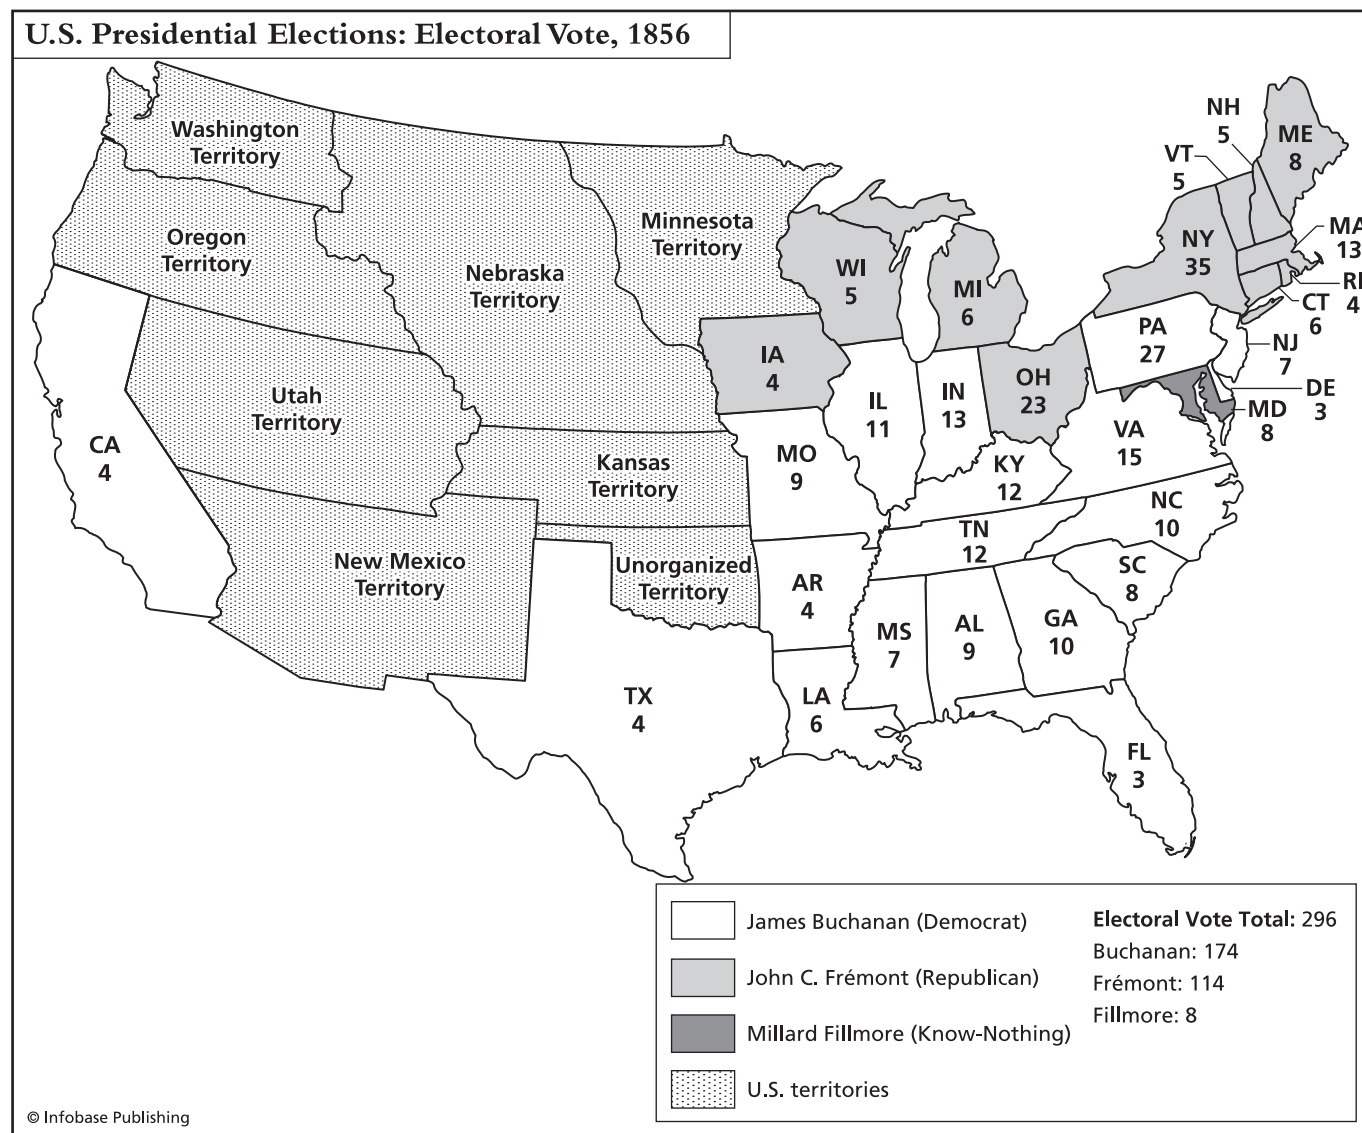 U.S. Presidential Elections: Electoral Vote, 1856
Washington
Territory
Oregon
Territory
Nebraska
Territory
Minnesota
Territory
Utah
Territory
Kansas
Territory
New Mexico
Territory
Unorganized
Territory
NH
5
VT
5
ME
8
NY
35
MA
13
RI
4
CT
6
WI
5
MI
6
PA
27
NJ
7
IA
4
OH
23
DE
3
MD
8
IL
11
IN
13
VA
15
CA
4
MO
9
KY
12
NC
10
TN
12
SC
8
AR
4
MS
7
AL
9
GA
10
TX
4
LA
6
FL
3
James Buchanan (Democrat)
John C. Frémont (Republican)
Millard Fillmore (Know-Nothing)
U.S. territories
Electoral Vote Total: 296
Buchanan: 174
Frémont: 114
Fillmore: 8
© Infobase Publishing